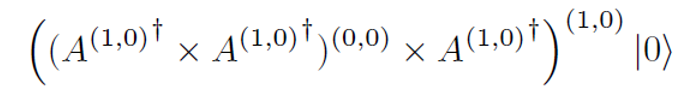 ((A^{(1,0)†} × A^{(1,0)†})^{(0,0)} × A^{(1,0)†})^{(1,0)} |0⟩